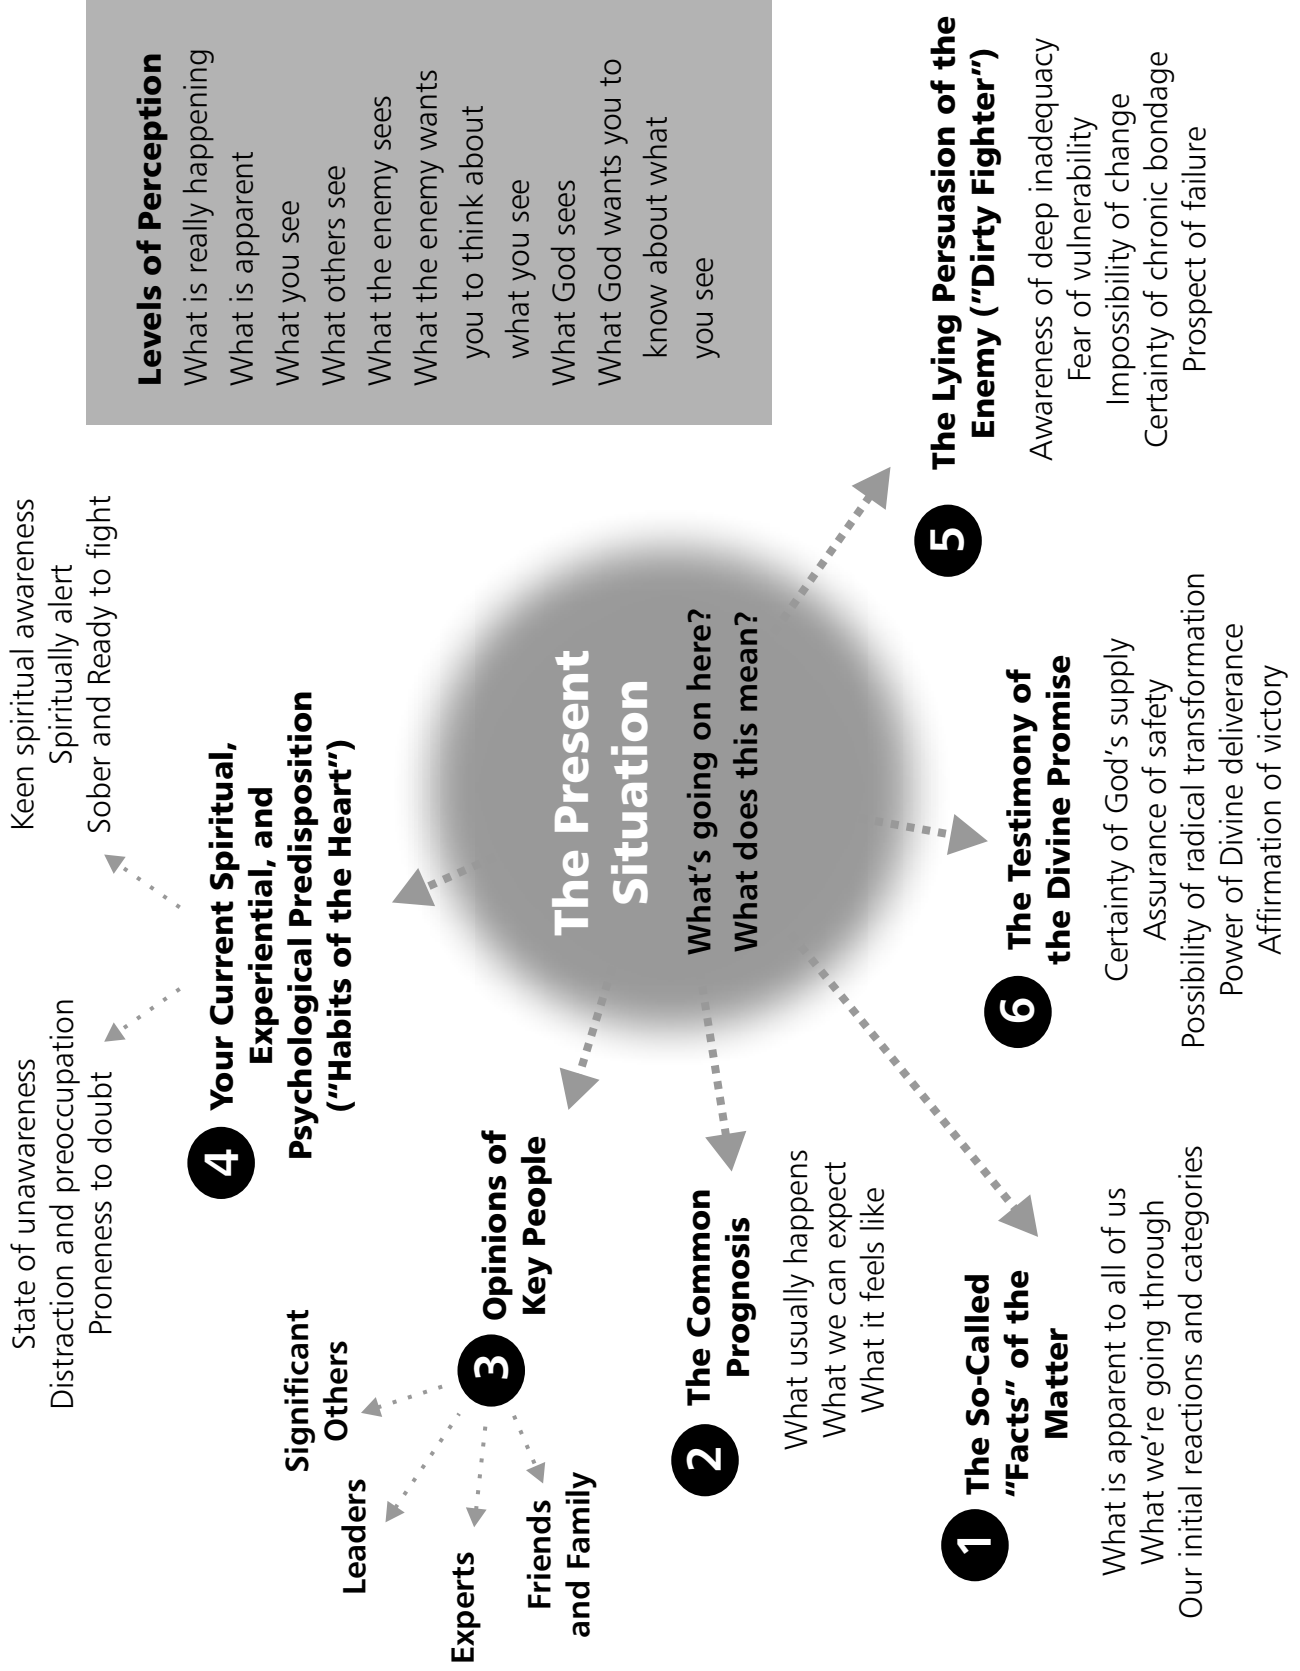 Levels of Perception
What is really happening
What is apparent
What you see
What others see
What the enemy sees
What the enemy wants
you to think about
what you see
What God sees
What God wants you to
know about what
you see
The Present
Situation
What's going on here?
What does this mean?
1
The So-Called
"Facts" of the
Matter
What is apparent to all of us
What we're going through
Our initial reactions and categories
2
The Common
Prognosis
What usually happens
What we can expect
What it feels like
3
Opinions of
Key People
Significant
Others
Leaders
Experts
Friends
and Family
4
Your Current Spiritual,
Experiential, and
Psychological Predisposition
("Habits of the Heart")
State of unawareness
Distraction and preoccupation
Proneness to doubt
Keen spiritual awareness
Spiritually alert
Sober and Ready to fight
5
The Lying Persuasion of the
Enemy ("Dirty Fighter")
Awareness of deep inadequacy
Fear of vulnerability
Impossibility of change
Certainty of chronic bondage
Prospect of failure
6
The Testimony of
the Divine Promise
Certainty of God's supply
Assurance of safety
Possibility of radical transformation
Power of Divine deliverance
Affirmation of victory